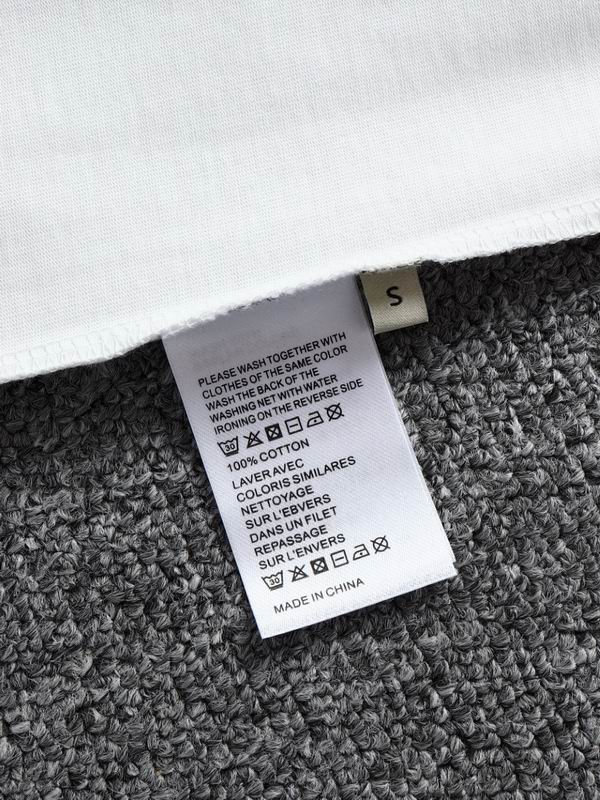 S
PLEASE WASH TOGETHER WITH
CLOTHES OF THE SAME COLOR
WASH THE BACK OF THE
WASHING NET WITH WATER
IRONING ON THE REVERSE SIDE
30
100% COTTON
LAVER AVEC
COLORIS SIMILARES
NETTOYAGE
SUR L'EBVERS
DANS UN FILET
REPASSAGE
SUR L'ENVERS
30
MADE IN CHINA